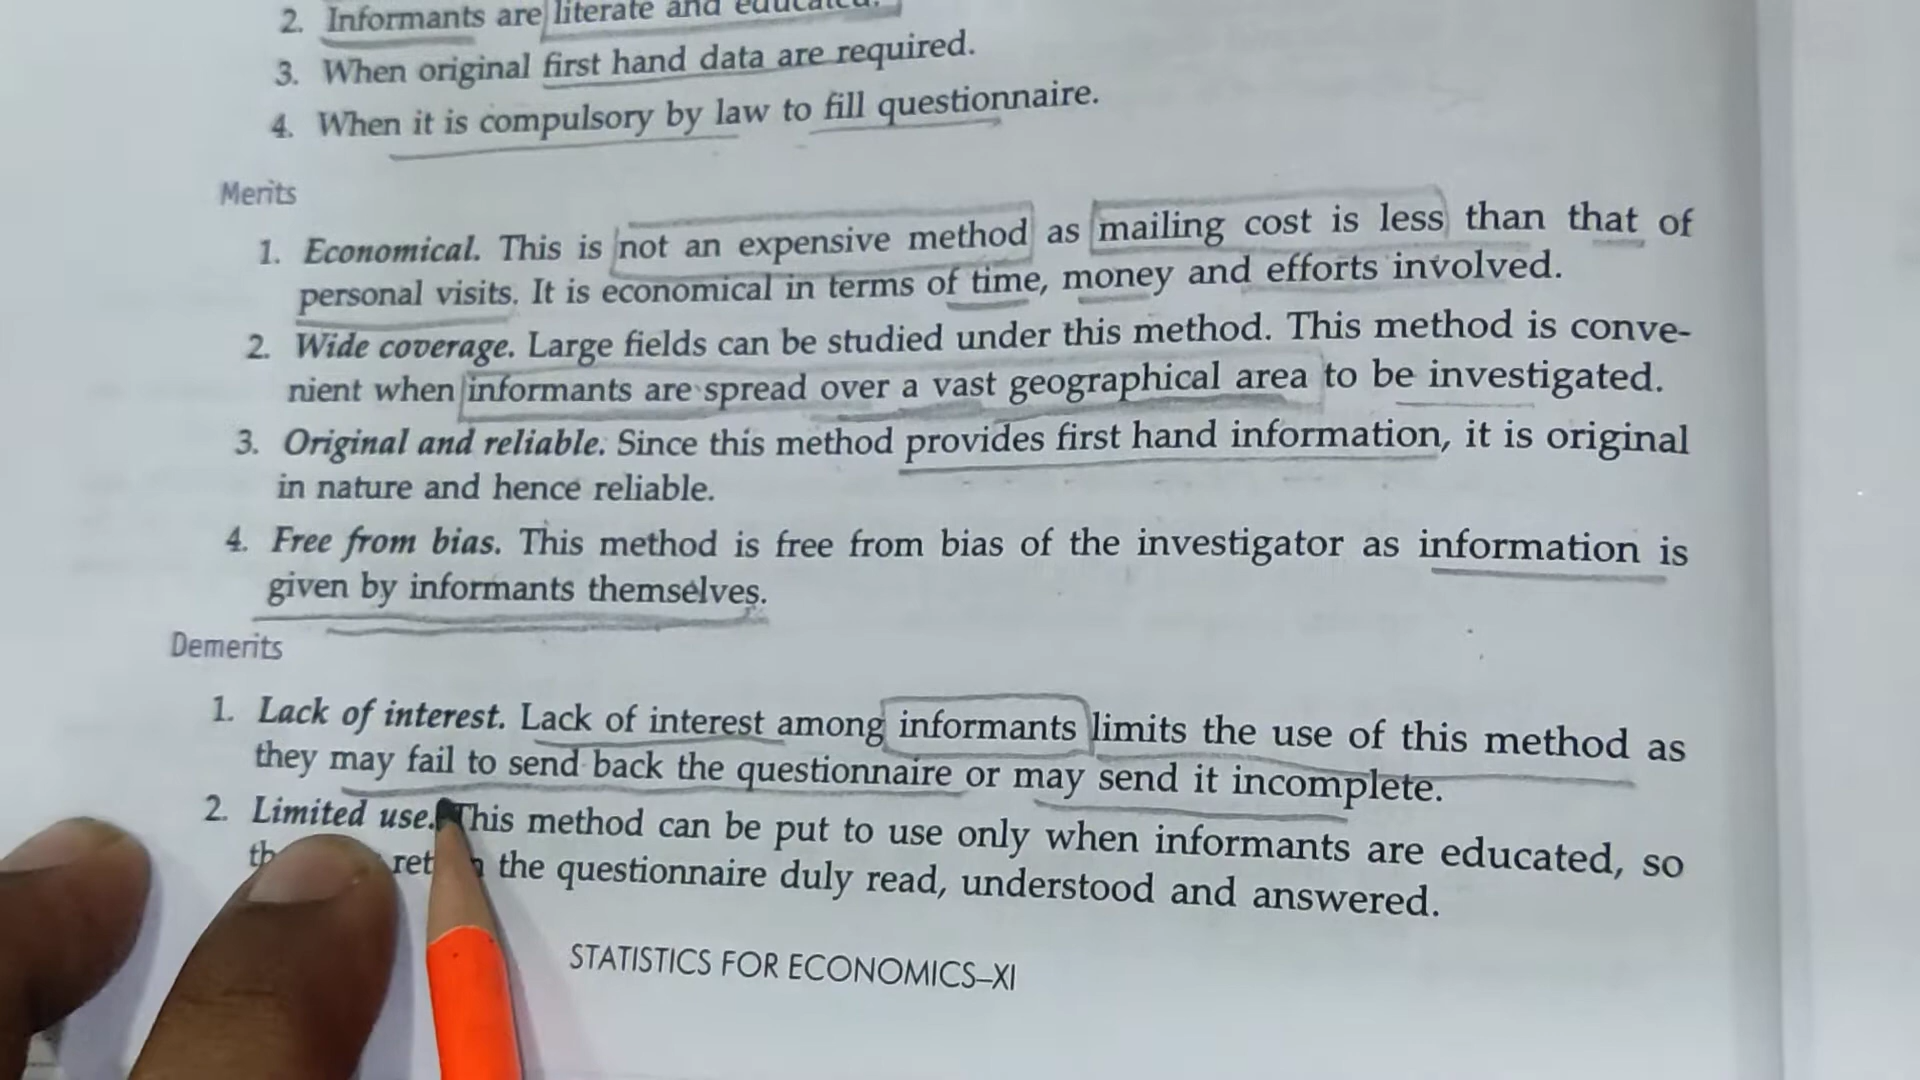 2. Informants are literate and educated.
3. When original first hand data are required.
4. When it is compulsory by law to fill questionnaire.
Merits
1. Economical. This is not an expensive method as mailing cost is less than that of
personal visits. It is economical in terms of time, money and efforts involved.
2. Wide coverage. Large fields can be studied under this method. This method is conve-
nient when informants are spread over a vast geographical area to be investigated.
3. Original and reliable. Since this method provides first hand information, it is original
in nature and hence reliable.
4. Free from bias. This method is free from bias of the investigator as information is
given by informants themselves.
Demerits
1. Lack of interest. Lack of interest among informants limits the use of this method as
they may fail to send back the questionnaire or may send it incomplete.
2. Limited use. This method can be put to use only when informants are educated, so
the questionnaire duly read, understood and answered.
STATISTICS FOR ECONOMICS–XI